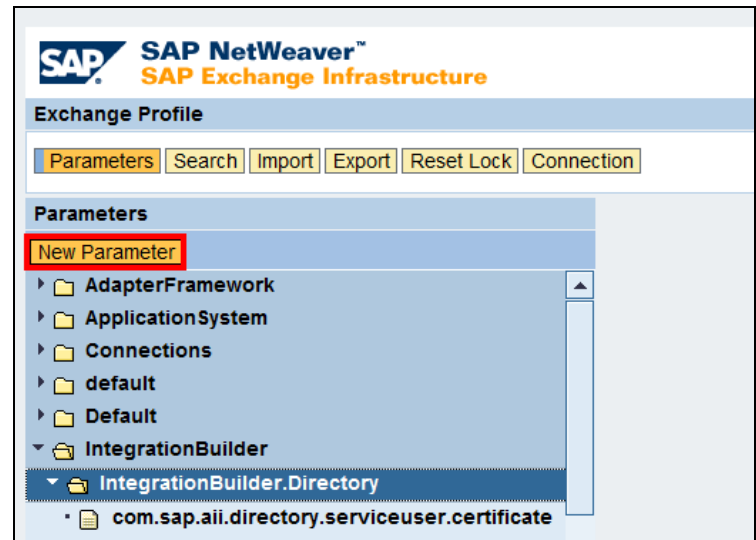 SAP
SAP NetWeaver™
SAP Exchange Infrastructure
Exchange Profile
Parameters Search Import Export Reset Lock Connection
Parameters
New Parameter
AdapterFramework
ApplicationSystem
Connections
default
Default
IntegrationBuilder
IntegrationBuilder.Directory
com.sap.aii.directory.serviceuser.certificate